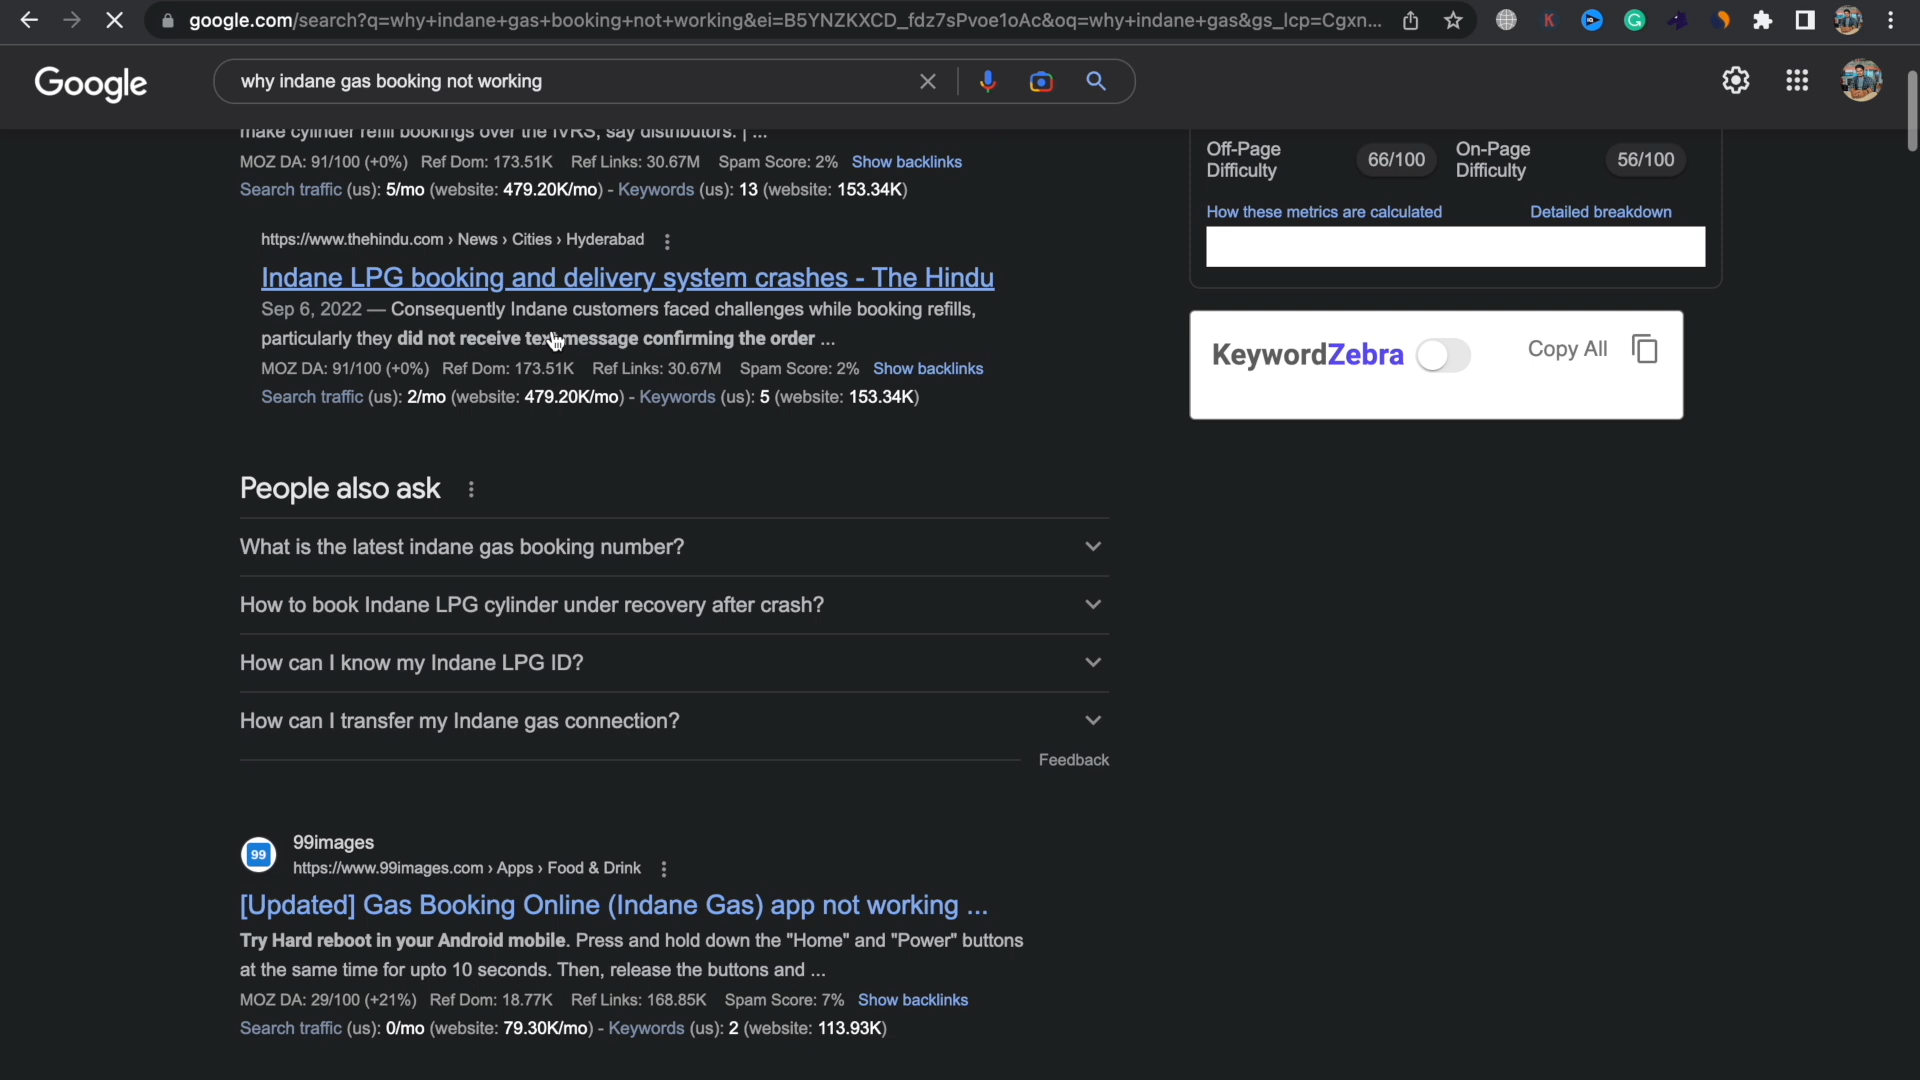 google.com/search?q=why+indane+gas+booking+not+working&ei=B5YNZKXCD_fdz7sPvoe1oAc&oq=why+indane+gas&gs_lcp=Cgxn...
Google
why indane gas booking not working
make cylinder refill bookings over the IVRS, say distributors. | ...
MOZ DA: 91/100 (+0%) Ref Dom: 173.51K Ref Links: 30.67M Spam Score: 2% Show backlinks
Search traffic (us): 5/mo (website: 479.20K/mo) - Keywords (us): 13 (website: 153.34K)
https://www.thehindu.com › News › Cities › Hyderabad
Indane LPG booking and delivery system crashes - The Hindu
Sep 6, 2022 — Consequently Indane customers faced challenges while booking refills,
particularly they did not receive text message confirming the order ...
MOZ DA: 91/100 (+0%) Ref Dom: 173.51K Ref Links: 30.67M Spam Score: 2% Show backlinks
Search traffic (us): 2/mo (website: 479.20K/mo) - Keywords (us): 5 (website: 153.34K)
People also ask
What is the latest indane gas booking number?
How to book Indane LPG cylinder under recovery after crash?
How can I know my Indane LPG ID?
How can I transfer my Indane gas connection?
Feedback
99
99images
https://www.99images.com › Apps › Food & Drink
[Updated] Gas Booking Online (Indane Gas) app not working ...
Try Hard reboot in your Android mobile. Press and hold down the "Home" and "Power" buttons
at the same time for upto 10 seconds. Then, release the buttons and ...
MOZ DA: 29/100 (+21%) Ref Dom: 18.77K Ref Links: 168.85K Spam Score: 7% Show backlinks
Search traffic (us): 0/mo (website: 79.30K/mo) - Keywords (us): 2 (website: 113.93K)
Off-Page Difficulty 66/100 On-Page Difficulty 56/100
How these metrics are calculated Detailed breakdown
KeywordZebra Copy All